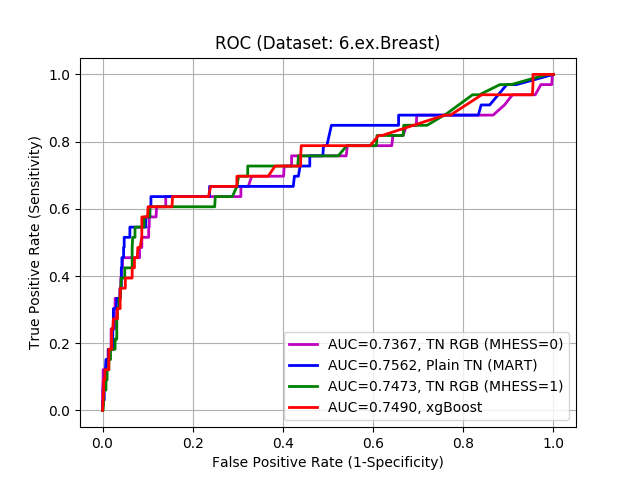 ROC (Dataset: 6.ex.Breast)
True Positive Rate (Sensitivity)
1.0
0.8
0.6
0.4
0.2
0.0
AUC=0.7367, TN RGB (MHESS=0)
AUC=0.7562, Plain TN (MART)
AUC=0.7473, TN RGB (MHESS=1)
AUC=0.7490, xgBoost
0.0 0.2 0.4 0.6 0.8 1.0
False Positive Rate (1-Specificity)